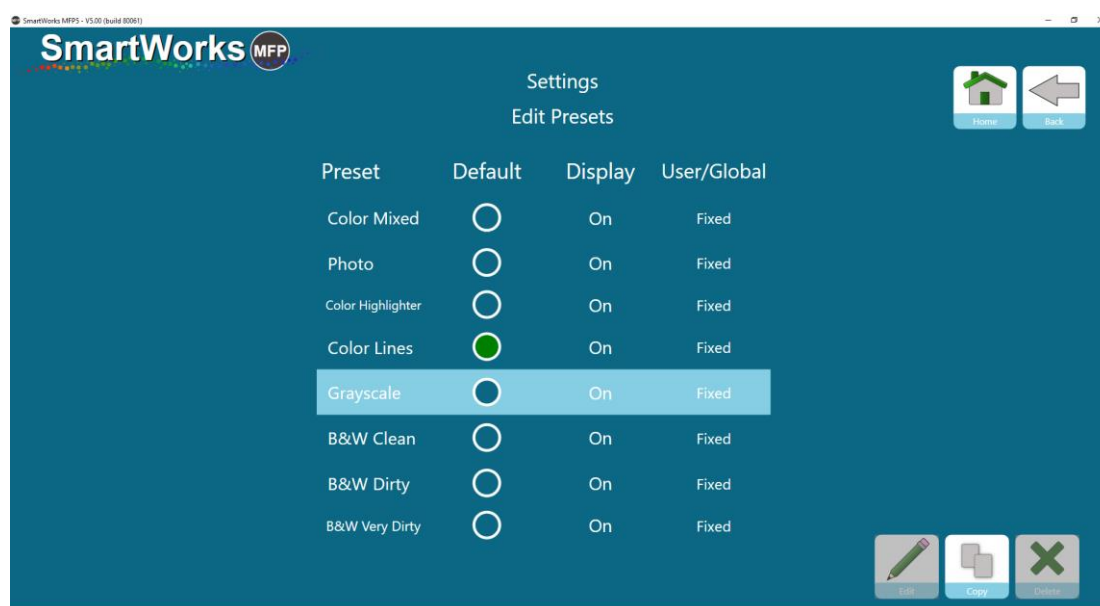 SmartWorks MFP5 - V5.00 (build 80061)
SmartWorks MFP
Settings
Edit Presets
Home Back
Preset Default Display User/Global
Color Mixed On Fixed
Photo On Fixed
Color Highlighter On Fixed
Color Lines On Fixed
Grayscale On Fixed
B&W Clean On Fixed
B&W Dirty On Fixed
B&W Very Dirty On Fixed
Edit Copy Delete